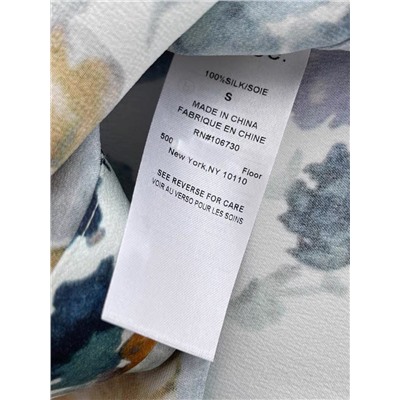 100%SILK/SOIE
S
MADE IN CHINA
FABRIQUE EN CHINE
RN#106730
500 Floor
New York,NY 10110
SEE REVERSE FOR CARE
VOIR AU VERSO POUR LES SOINS